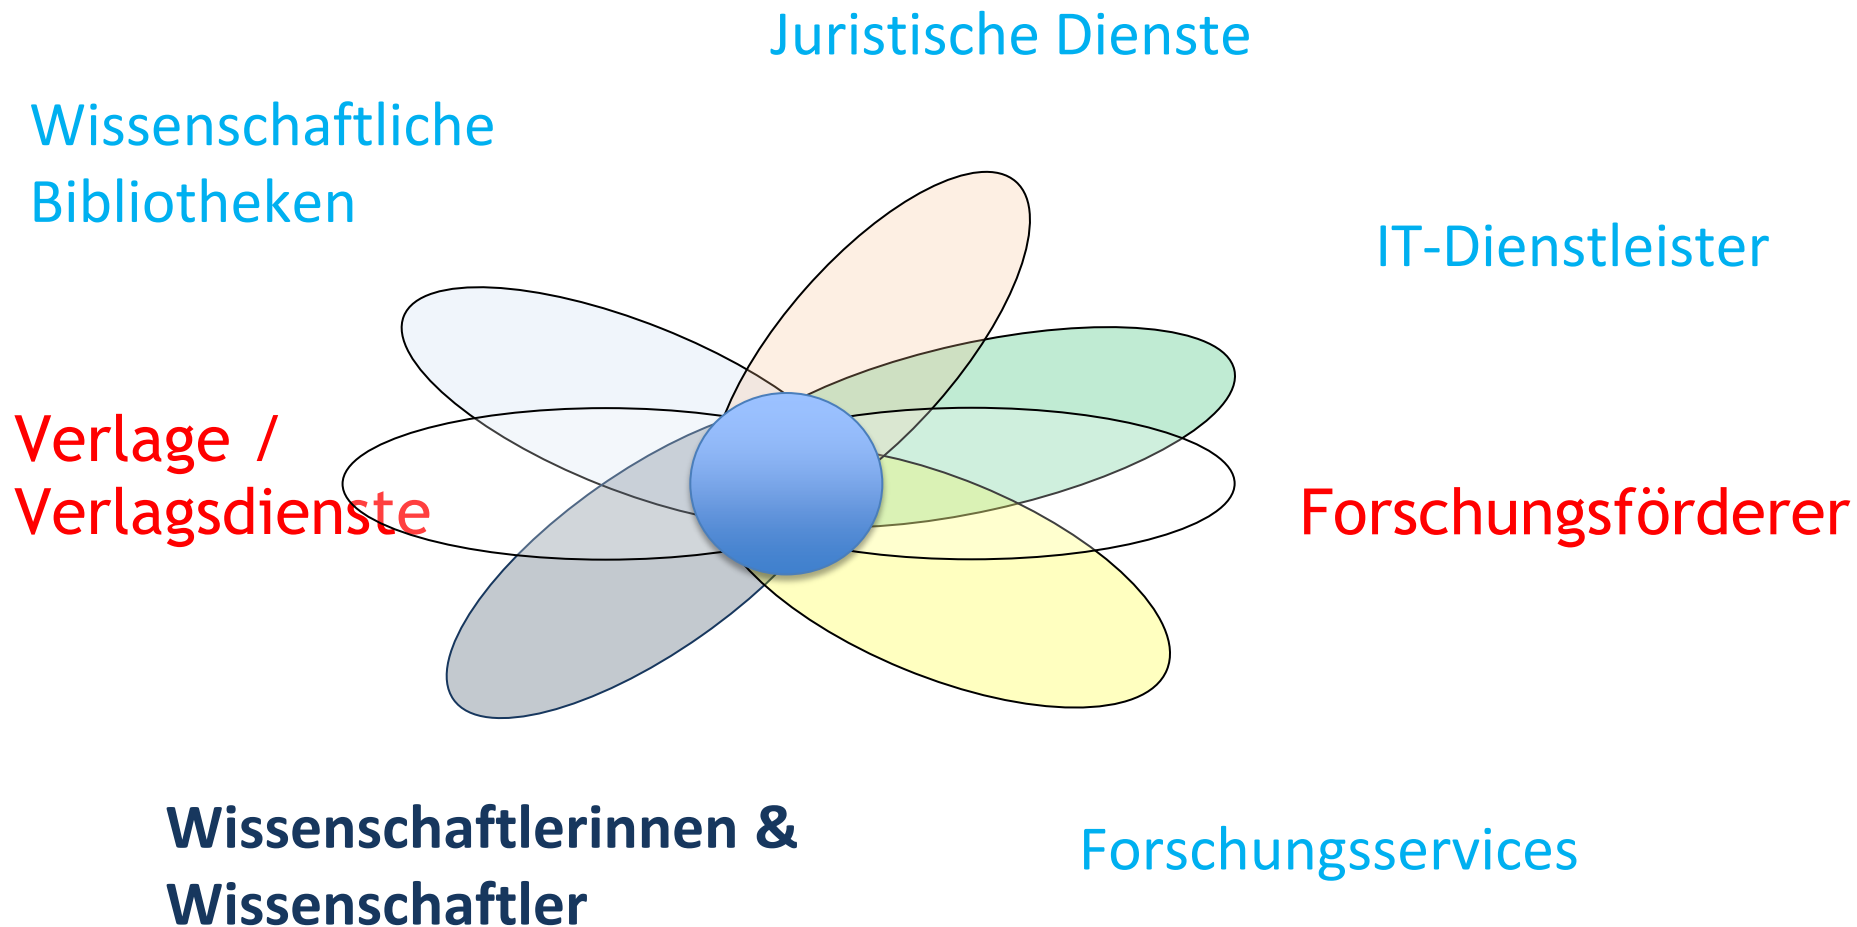 Juristische Dienste
Wissenschaftliche
Bibliotheken
IT-Dienstleister
Verlage /
Verlagsdienste
Forschungsförderer
Wissenschaftlerinnen &
Wissenschaftler
Forschungsservices